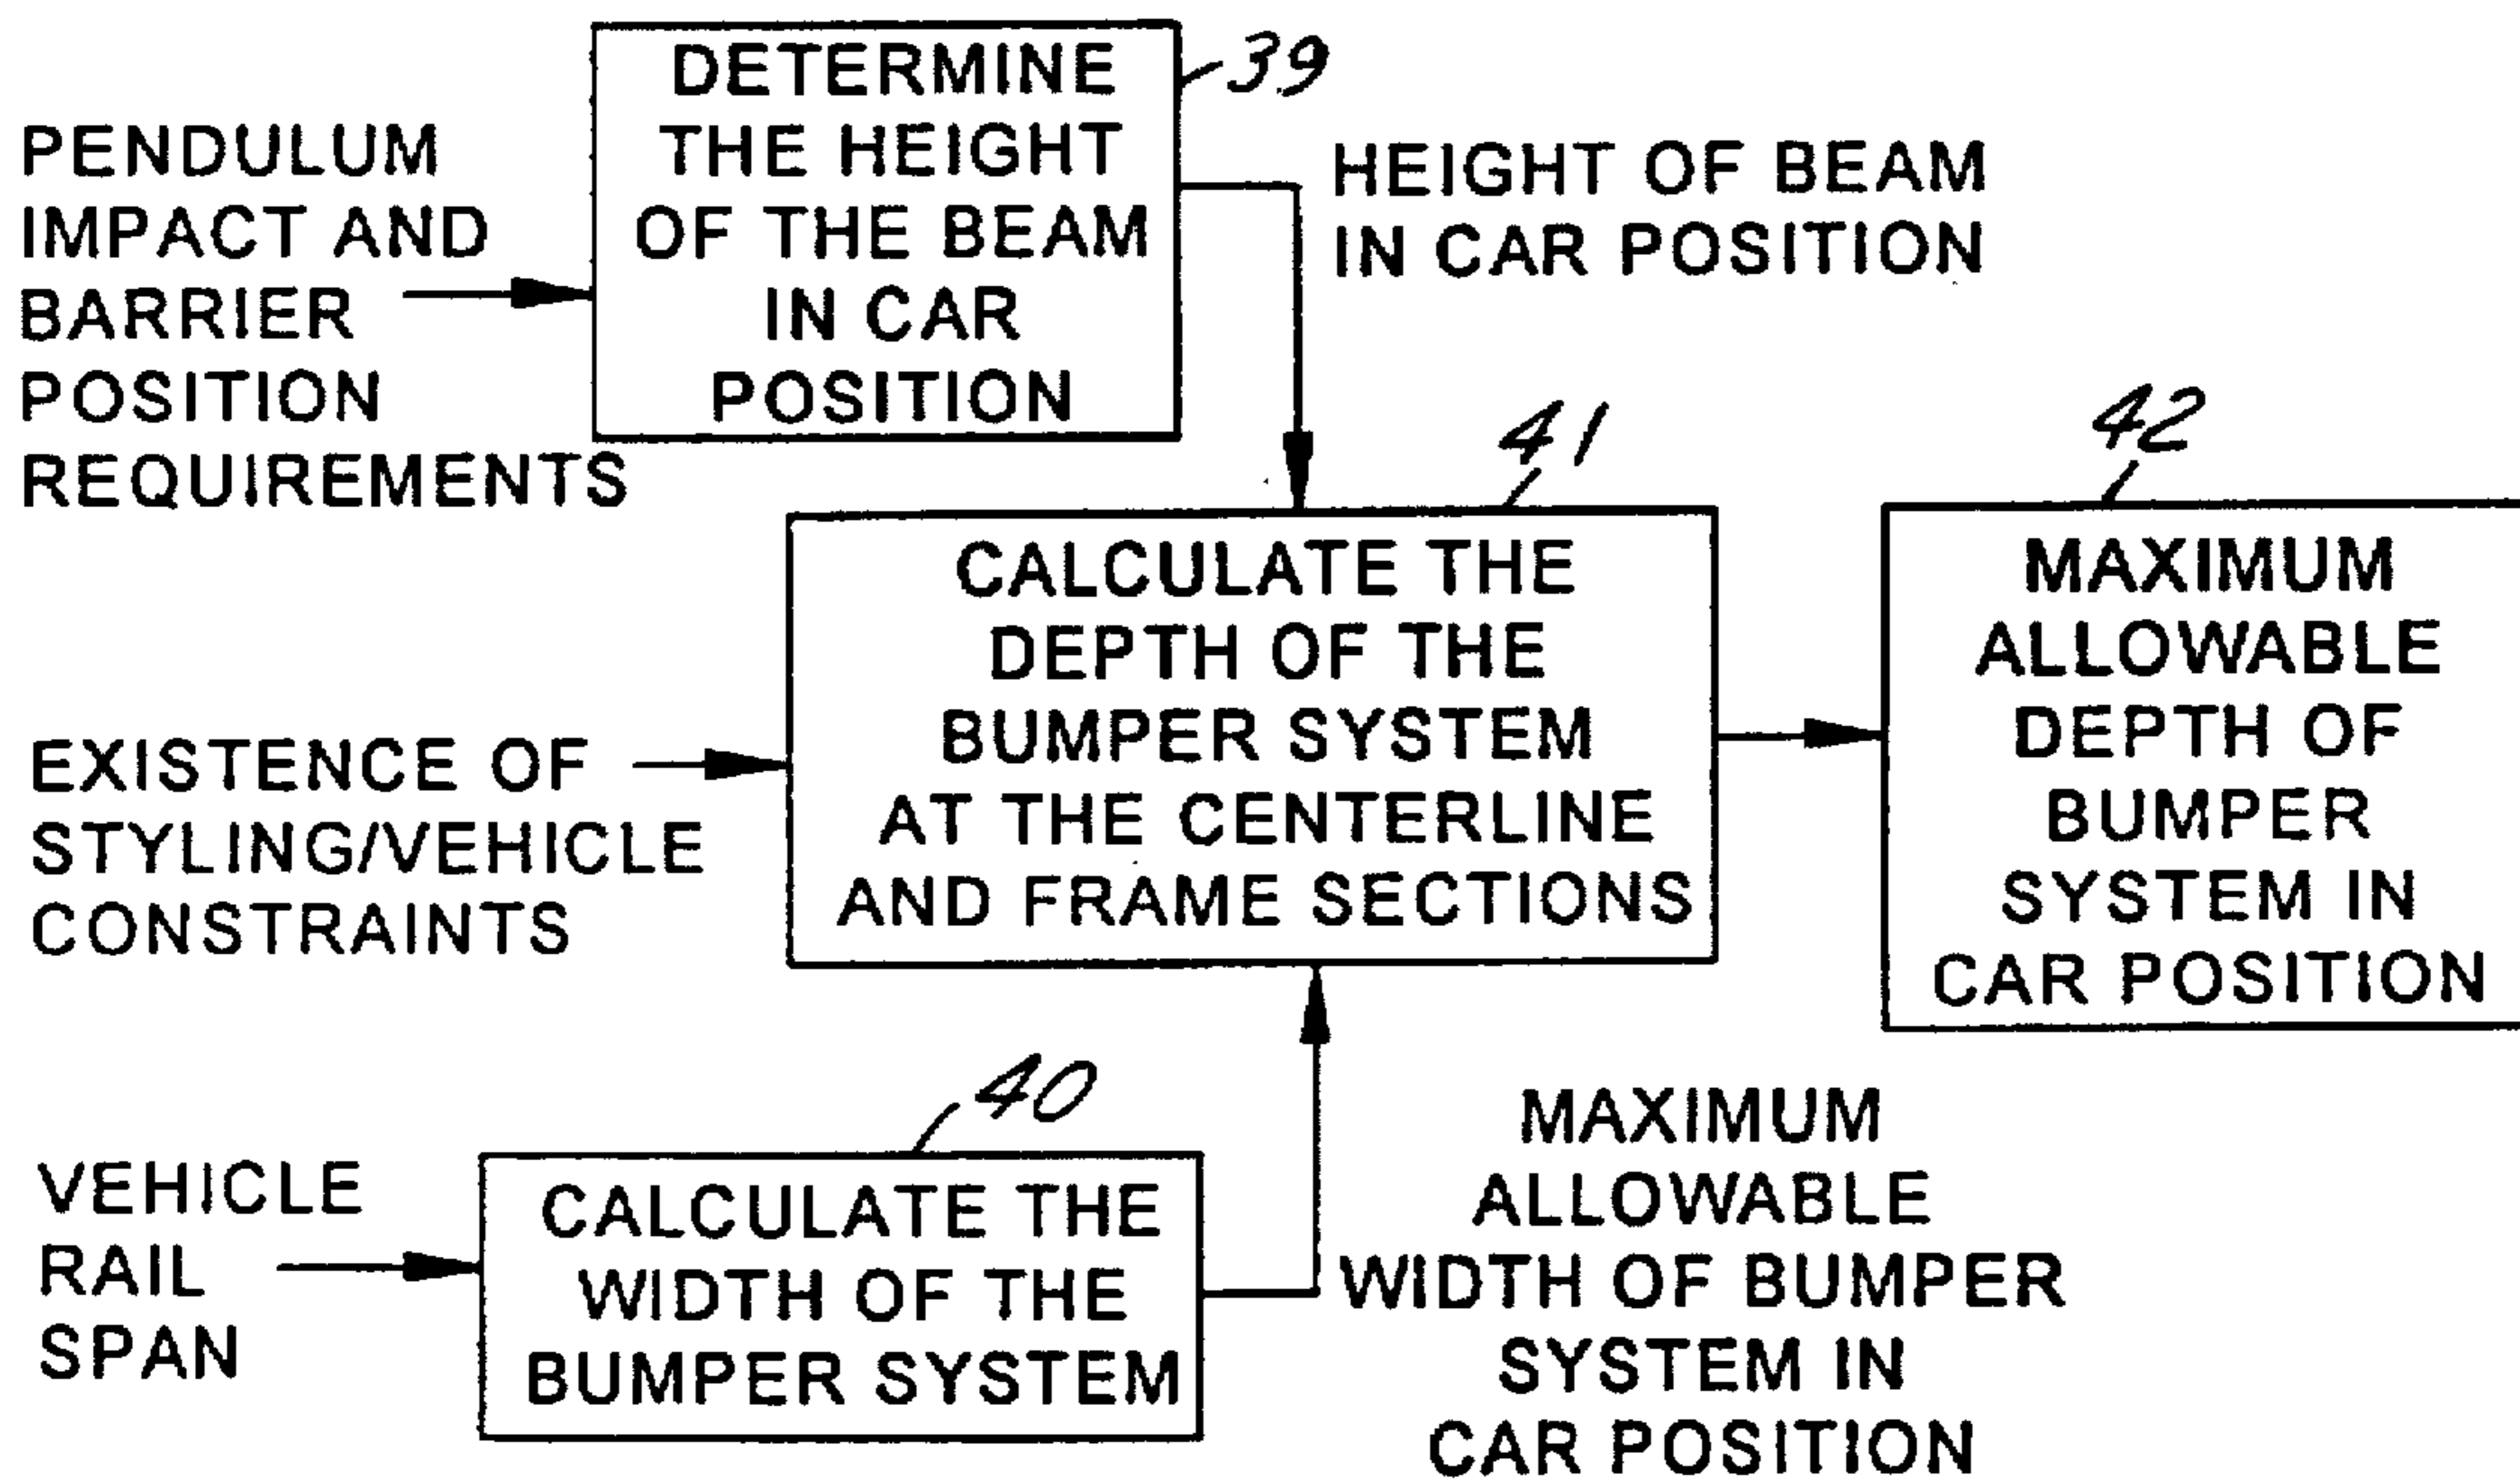 DETERMINE
THE HEIGHT
OF THE BEAM
IN CAR
POSITION
39
PENDULUM
IMPACT AND
BARRIER
POSITION
REQUIREMENTS
HEIGHT OF BEAM
IN CAR POSITION
41
42
CALCULATE THE
DEPTH OF THE
BUMPER SYSTEM
AT THE CENTERLINE
AND FRAME SECTIONS
MAXIMUM
ALLOWABLE
DEPTH OF
BUMPER
SYSTEM IN
CAR POSITION
EXISTENCE OF
STYLING/VEHICLE
CONSTRAINTS
40
VEHICLE
RAIL
SPAN
CALCULATE THE
WIDTH OF THE
BUMPER SYSTEM
MAXIMUM
ALLOWABLE
WIDTH OF BUMPER
SYSTEM IN
CAR POSITION